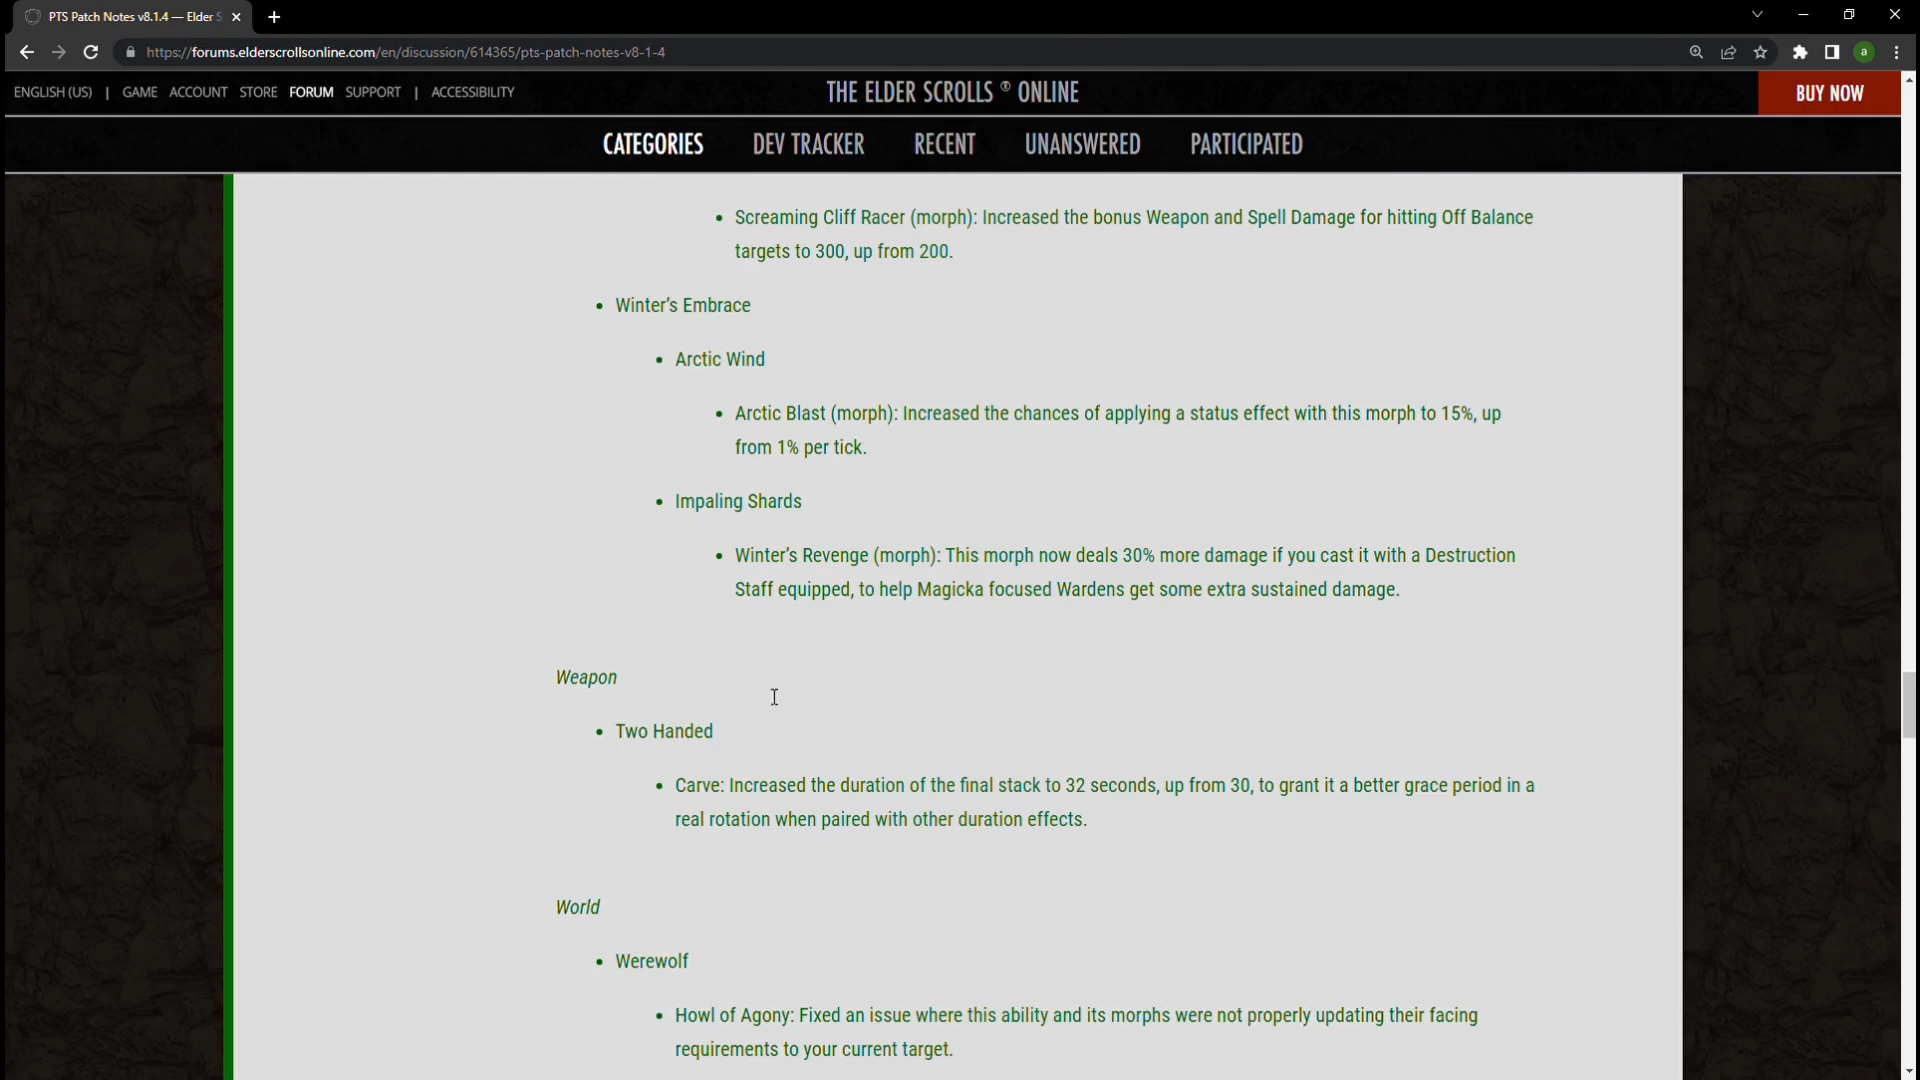 PTS Patch Notes v8.1.4 — Elder S
https://forums.elderscrollsonline.com/en/discussion/614365/pts-patch-notes-v8-1-4
a
ENGLISH (US) | GAME ACCOUNT STORE FORUM SUPPORT | ACCESSIBILITY
THE ELDER SCROLLS ® ONLINE
BUY NOW
CATEGORIES DEV TRACKER RECENT UNANSWERED PARTICIPATED
• Screaming Cliff Racer (morph): Increased the bonus Weapon and Spell Damage for hitting Off Balance
targets to 300, up from 200.
• Winter's Embrace
• Arctic Wind
• Arctic Blast (morph): Increased the chances of applying a status effect with this morph to 15%, up
from 1% per tick.
• Impaling Shards
• Winter's Revenge (morph): This morph now deals 30% more damage if you cast it with a Destruction
Staff equipped, to help Magicka focused Wardens get some extra sustained damage.
Weapon
• Two Handed
• Carve: Increased the duration of the final stack to 32 seconds, up from 30, to grant it a better grace period in a
real rotation when paired with other duration effects.
World
• Werewolf
• Howl of Agony: Fixed an issue where this ability and its morphs were not properly updating their facing
requirements to your current target.